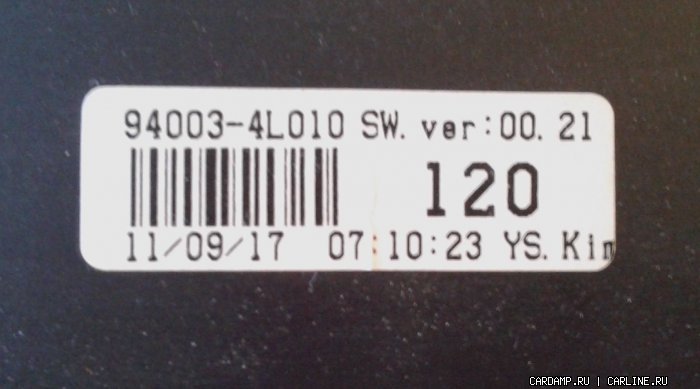 94003-4L010 SW. ver:00. 21
120
11/09/17 07:10:23 YS. Kim
CARDAMP.RU | CARLINE.RU